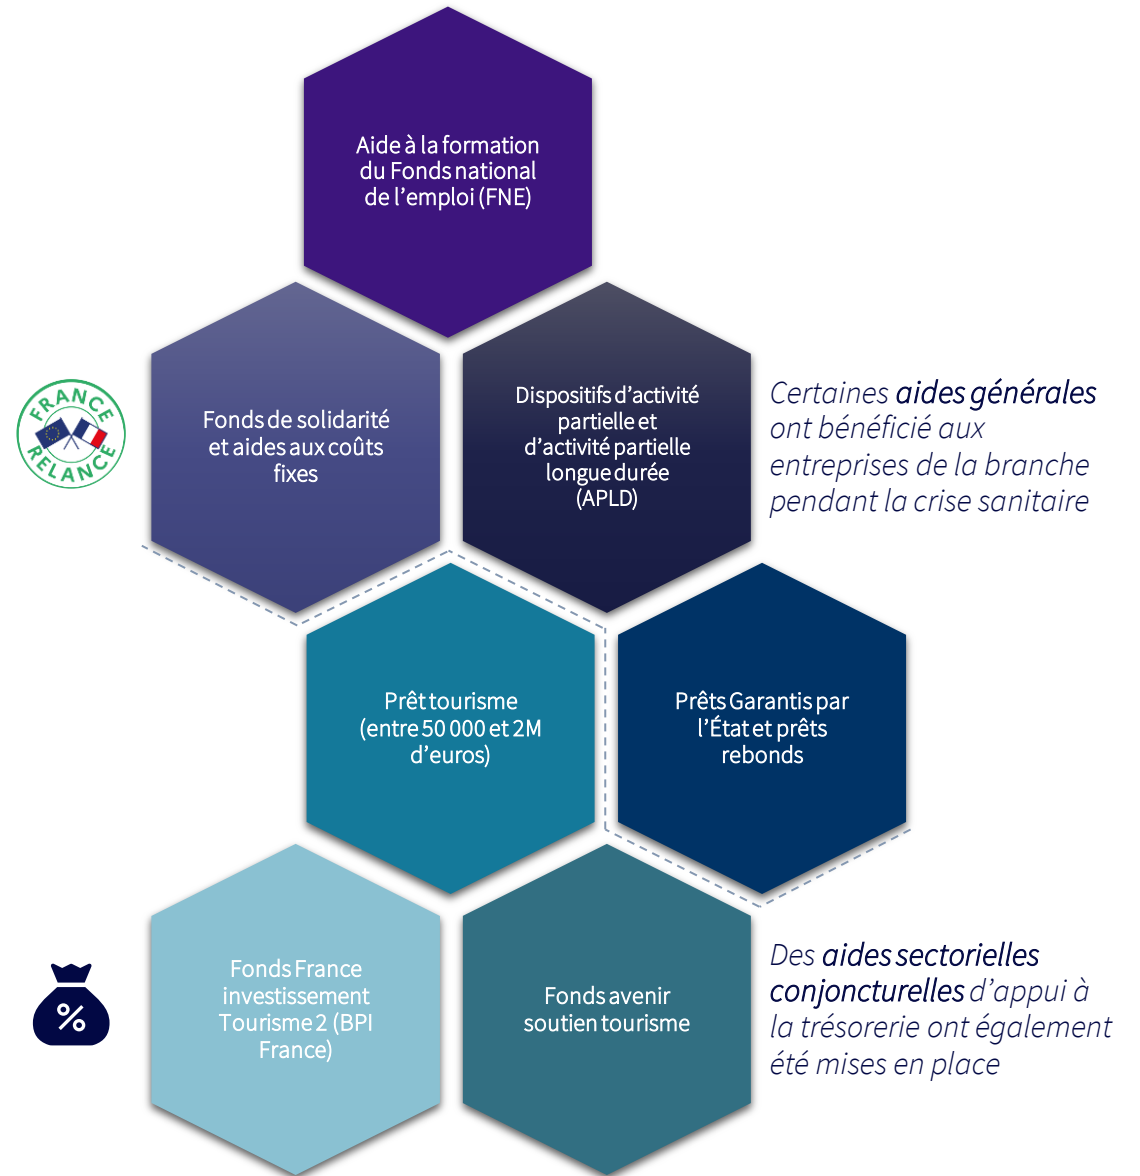 Aide à la formation
du Fonds national
de l’emploi (FNE)
Fonds de solidarité
et aides aux coûts
fixes
Dispositifs d’activité
partielle et
d’activité partielle
longue durée
(APLD)
FRANCE
RELANCE
Certaines aides générales
ont bénéficié aux
entreprises de la branche
pendant la crise sanitaire
Prêt tourisme
(entre 50 000 et 2M
d’euros)
Prêts Garantis par
l’État et prêts
rebonds
Fonds France
investissement
Tourisme 2 (BPI
France)
Fonds avenir
soutien tourisme
%
Des aides sectorielles
conjoncturelles d’appui à
la trésorerie ont également
été mises en place